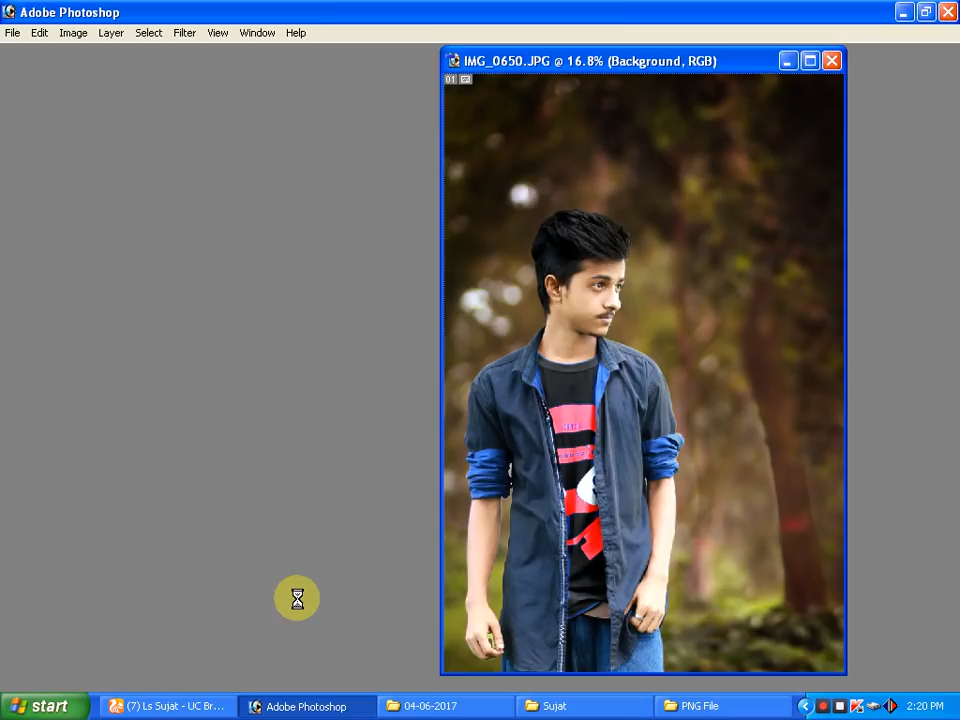 Adobe Photoshop
File Edit Image Layer Select Filter View Window Help
IMG_0650.JPG @ 16.8% (Background, RGB)
01
start (7) Ls Sujat - UC Br... Adobe Photoshop 04-06-2017 Sujat PNG File 2:20 PM